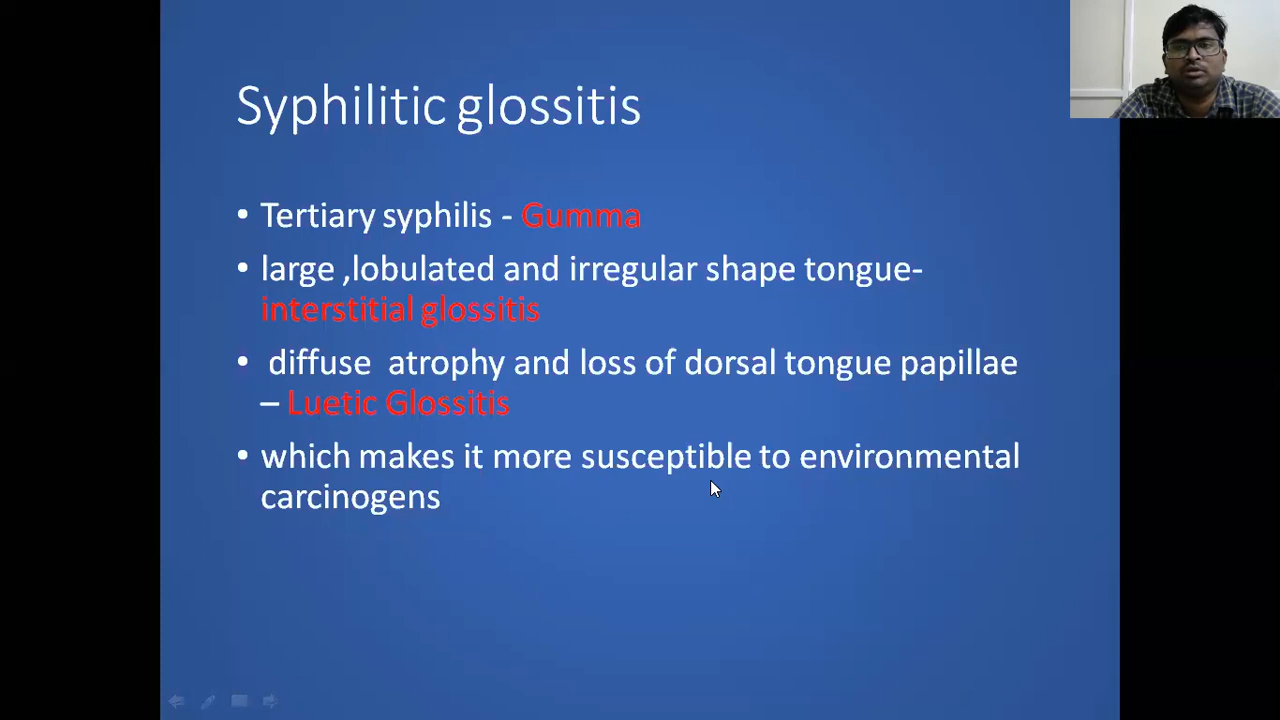 Syphilitic glossitis
• Tertiary syphilis - Gumma
• large ,lobulated and irregular shape tongue-
interstitial glossitis
• diffuse  atrophy and loss of dorsal tongue papillae
– Luetic Glossitis
• which makes it more susceptible to environmental
carcinogens